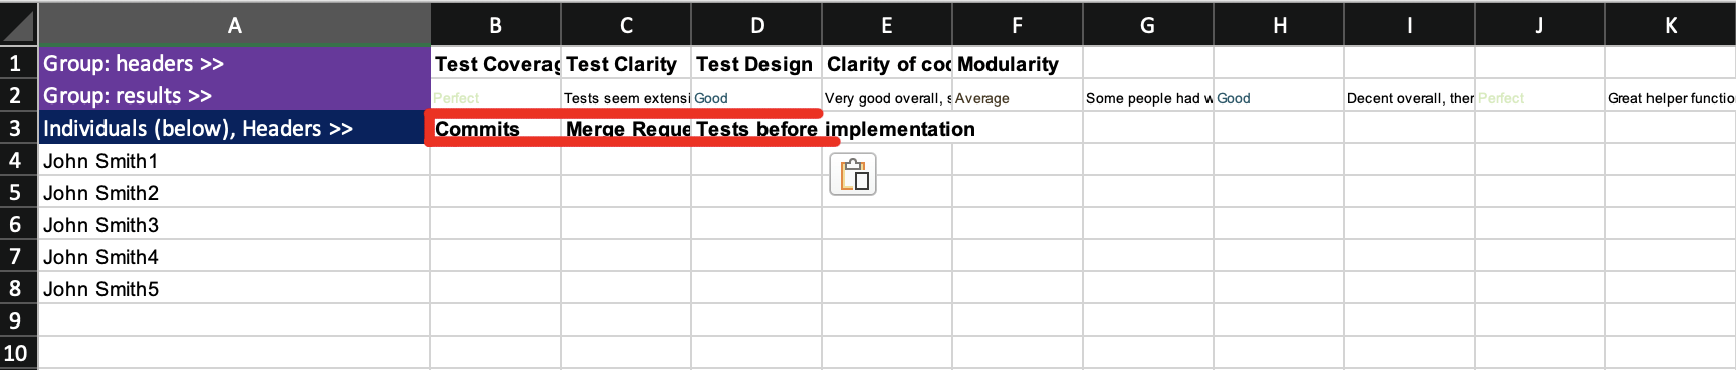 A B C D E F G H I J K
1 Group: headers >> Test Coverag Test Clarity Test Design Clarity of cod Modularity
2 Group: results >> Perfect Tests seem extensi Good Very good overall, s Average Some people had w Good Decent overall, ther Perfect Great helper functio
3 Individuals (below), Headers >> Commits Merge Reque Tests before implementation
4 John Smith1
5 John Smith2
6 John Smith3
7 John Smith4
8 John Smith5
9
10